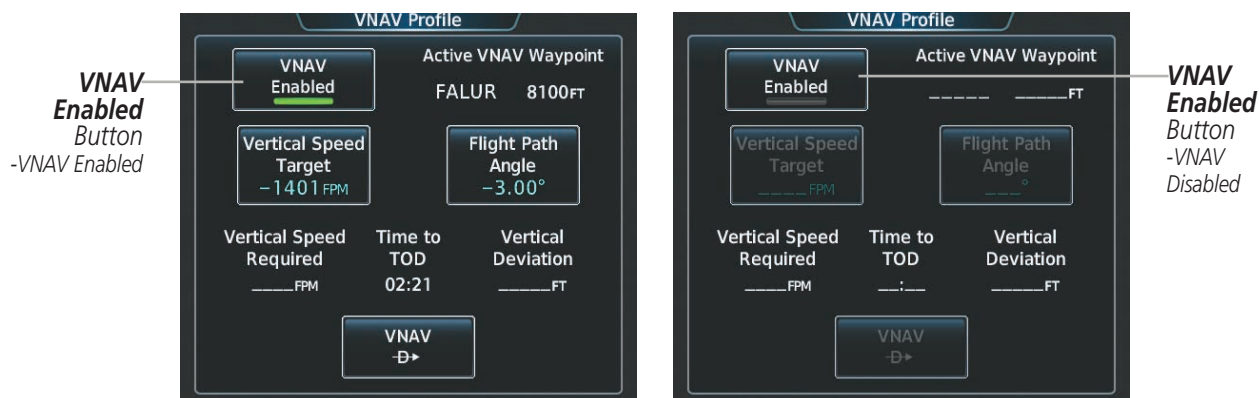 VNAV Profile
VNAV
Enabled
Active VNAV Waypoint
FALUR 8100FT
Vertical Speed
Target
−1401FPM
Flight Path
Angle
−3.00°
Vertical Speed
Required
____FPM
Time to
TOD
02:21
Vertical
Deviation
_____FT
VNAV
D
VNAV
Enabled
Button
-VNAV Enabled
VNAV Profile
VNAV
Enabled
Active VNAV Waypoint
_____ _____FT
Vertical Speed
Target
____FPM
Flight Path
Angle
___°
Vertical Speed
Required
____FPM
Time to
TOD
__:__
Vertical
Deviation
_____FT
VNAV
D
VNAV
Enabled
Button
-VNAV
Disabled